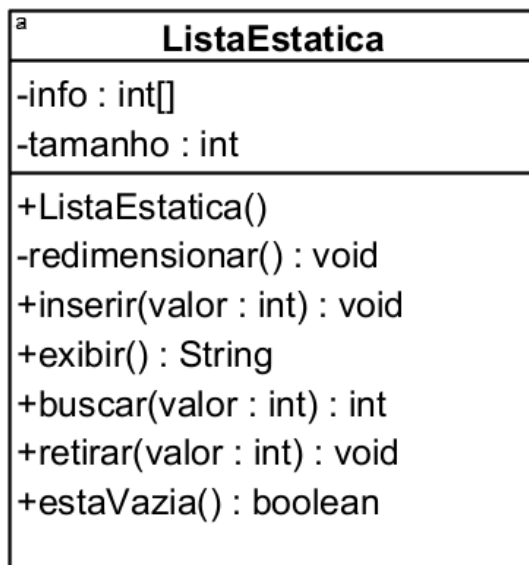 a
ListaEstatica
-info : int[]
-tamanho : int
+ListaEstatica()
-redimensionar() : void
+inserir(valor : int) : void
+exibir() : String
+buscar(valor : int) : int
+retirar(valor : int) : void
+estaVazia() : boolean